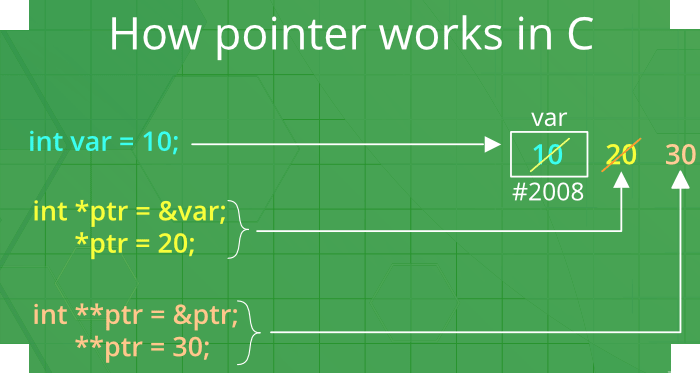 How pointer works in C
var
int var = 10;
10 20 30
#2008
int *ptr = &var;
*ptr = 20;
int **ptr = &ptr;
**ptr = 30;